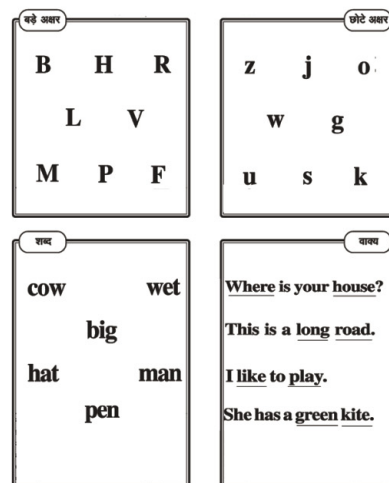 बड़े अक्षर
B H R
L V
M P F
छोटे अक्षर
z j o
w g
u s k
शब्द
cow wet
big
hat man
pen
वाक्य
Where is your house?
This is a long road.
I like to play.
She has a green kite.